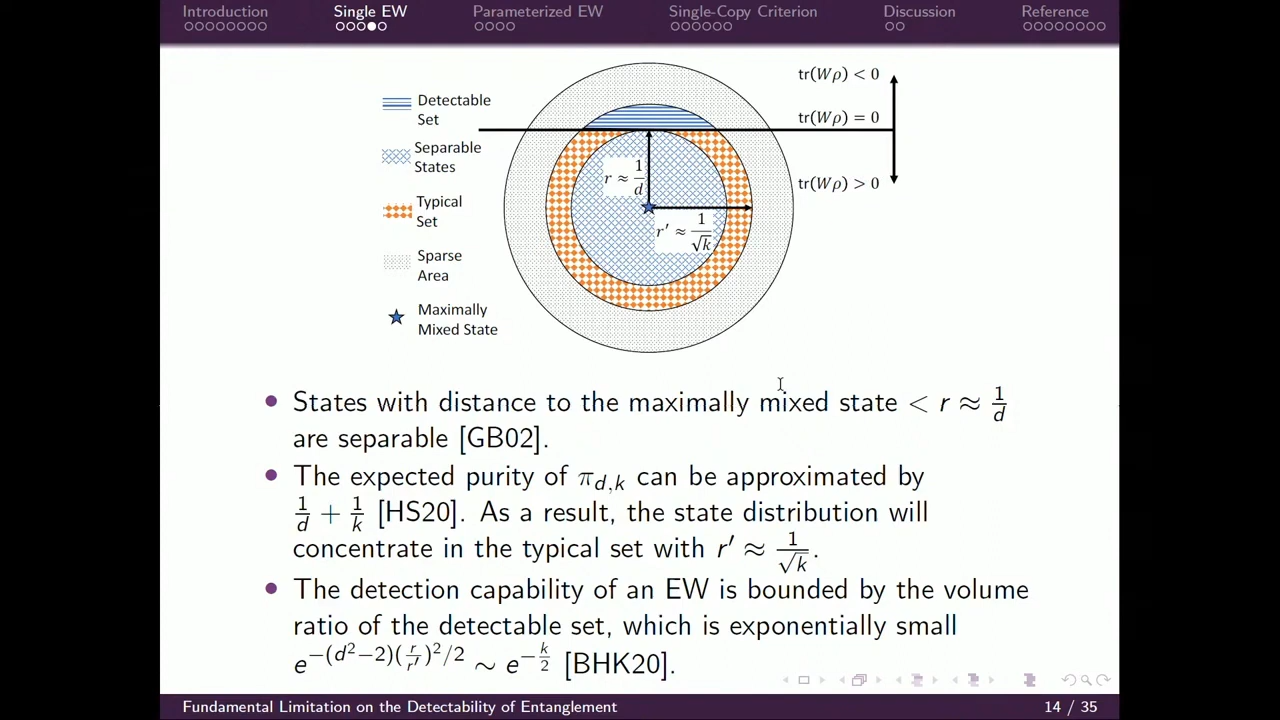 Introduction Single EW Parameterized EW Single-Copy Criterion Discussion Reference
tr(Wρ) < 0
Detectable
Set
tr(Wρ) = 0
Separable
States
r ≈ 1/d
tr(Wρ) > 0
Typical
Set
r′ ≈ 1/√k
Sparse
Area
Maximally
Mixed State
States with distance to the maximally mixed state < r ≈ 1/d
are separable [GB02].
The expected purity of π_{d,k} can be approximated by
1/d + 1/k [HS20]. As a result, the state distribution will
concentrate in the typical set with r′ ≈ 1/√k.
The detection capability of an EW is bounded by the volume
ratio of the detectable set, which is exponentially small
e^{−(d²−2)(r/r′)²/2} ∼ e^{−k/2} [BHK20].
Fundamental Limitation on the Detectability of Entanglement 14 / 35